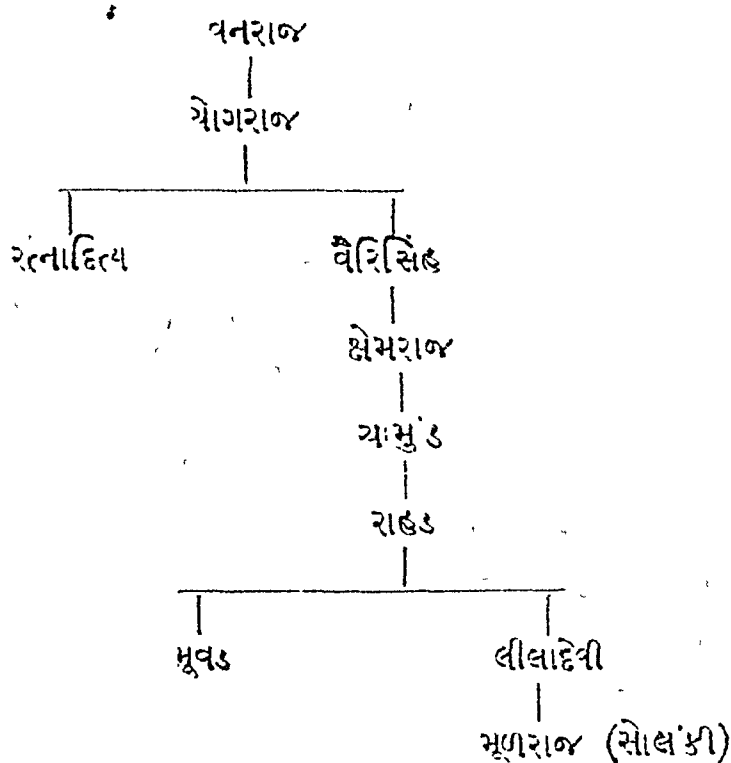 વનરાજ
યોગરાજ
રત્નાદિત્ય વૈરિસિંહ
ક્ષેમરાજ
ચામુંડ
રાહડ
મૂવડ લીલાદેવી
મૂળરાજ (સોલંકી)